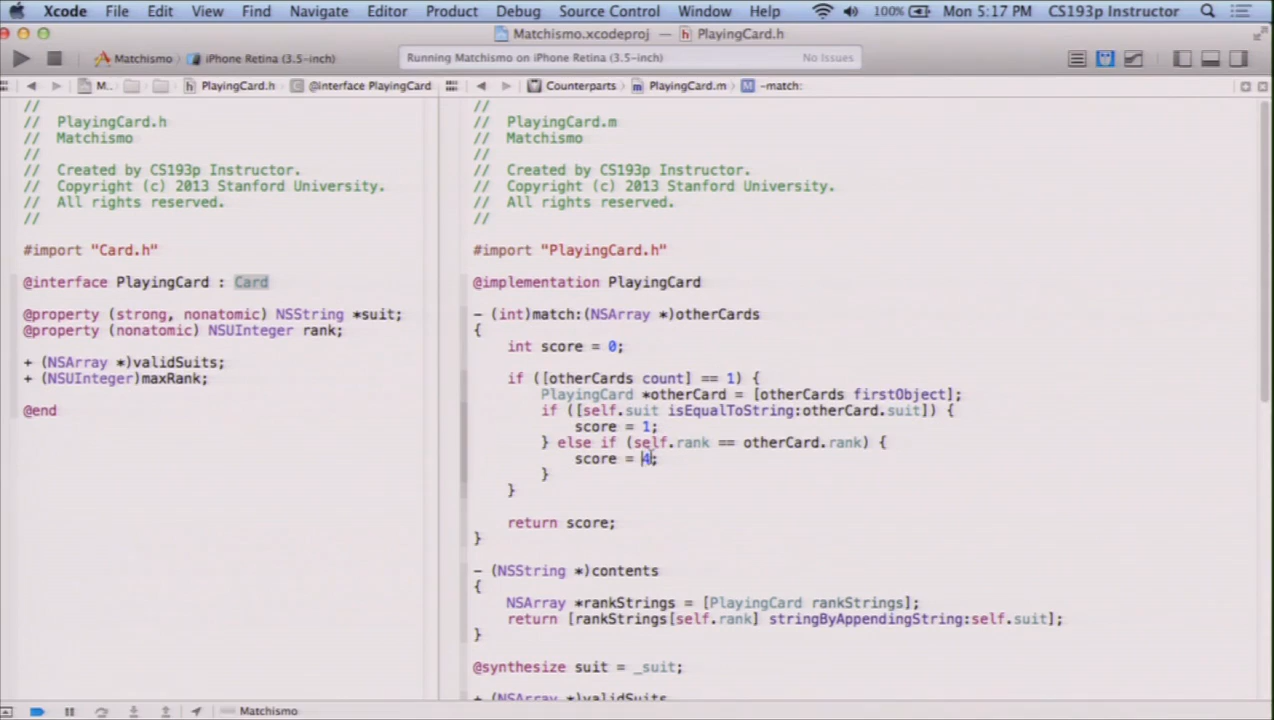 Xcode File Edit View Find Navigate Editor Product Debug Source Control Window Help 100% Mon 5:17 PM CS193p Instructor
Matchismo.xcodeproj — PlayingCard.h
Matchismo iPhone Retina (3.5-inch) Running Matchismo on iPhone Retina (3.5-inch) No Issues
M... PlayingCard.h @interface PlayingCard Counterparts PlayingCard.m -match:
//
// PlayingCard.h
// Matchismo
//
// Created by CS193p Instructor.
// Copyright (c) 2013 Stanford University.
// All rights reserved.
//
#import "Card.h"
@interface PlayingCard : Card
@property (strong, nonatomic) NSString *suit;
@property (nonatomic) NSUInteger rank;
+ (NSArray *)validSuits;
+ (NSUInteger)maxRank;
@end
//
// PlayingCard.m
// Matchismo
//
// Created by CS193p Instructor.
// Copyright (c) 2013 Stanford University.
// All rights reserved.
//
#import "PlayingCard.h"
@implementation PlayingCard
- (int)match:(NSArray *)otherCards
{
int score = 0;
if ([otherCards count] == 1) {
PlayingCard *otherCard = [otherCards firstObject];
if ([self.suit isEqualToString:otherCard.suit]) {
score = 1;
} else if (self.rank == otherCard.rank) {
score = 4;
}
}
return score;
}
- (NSString *)contents
{
NSArray *rankStrings = [PlayingCard rankStrings];
return [rankStrings[self.rank] stringByAppendingString:self.suit];
}
@synthesize suit = _suit;
+ (NSArray *)validSuits
Matchismo